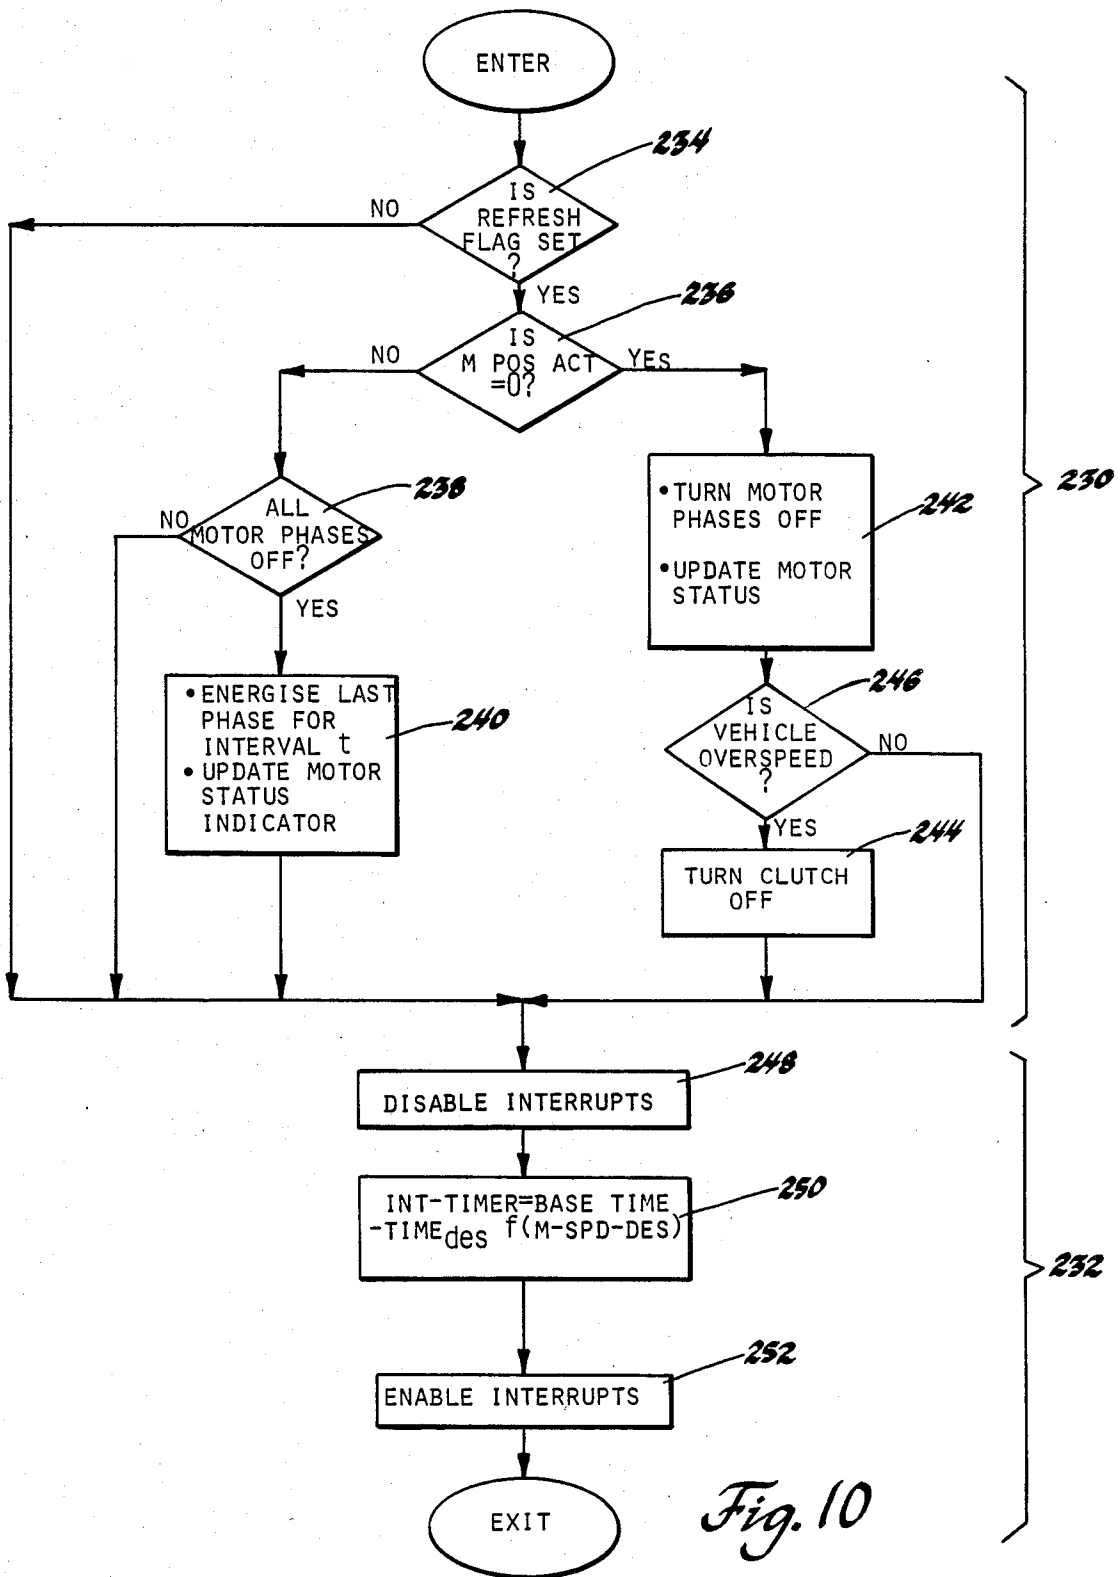 ENTER
234
IS
REFRESH
FLAG SET
?
NO
YES
236
IS
M POS ACT
=0?
NO
YES
238
ALL
MOTOR PHASES
OFF?
NO
YES
• TURN MOTOR
PHASES OFF
• UPDATE MOTOR
STATUS
242
230
• ENERGISE LAST
PHASE FOR
INTERVAL t
• UPDATE MOTOR
STATUS
INDICATOR
240
246
IS
VEHICLE
OVERSPEED
?
NO
YES
244
TURN CLUTCH
OFF
248
DISABLE INTERRUPTS
250
INT-TIMER=BASE TIME
-TIMEdes f(M-SPD-DES)
232
252
ENABLE INTERRUPTS
EXIT
Fig. 10